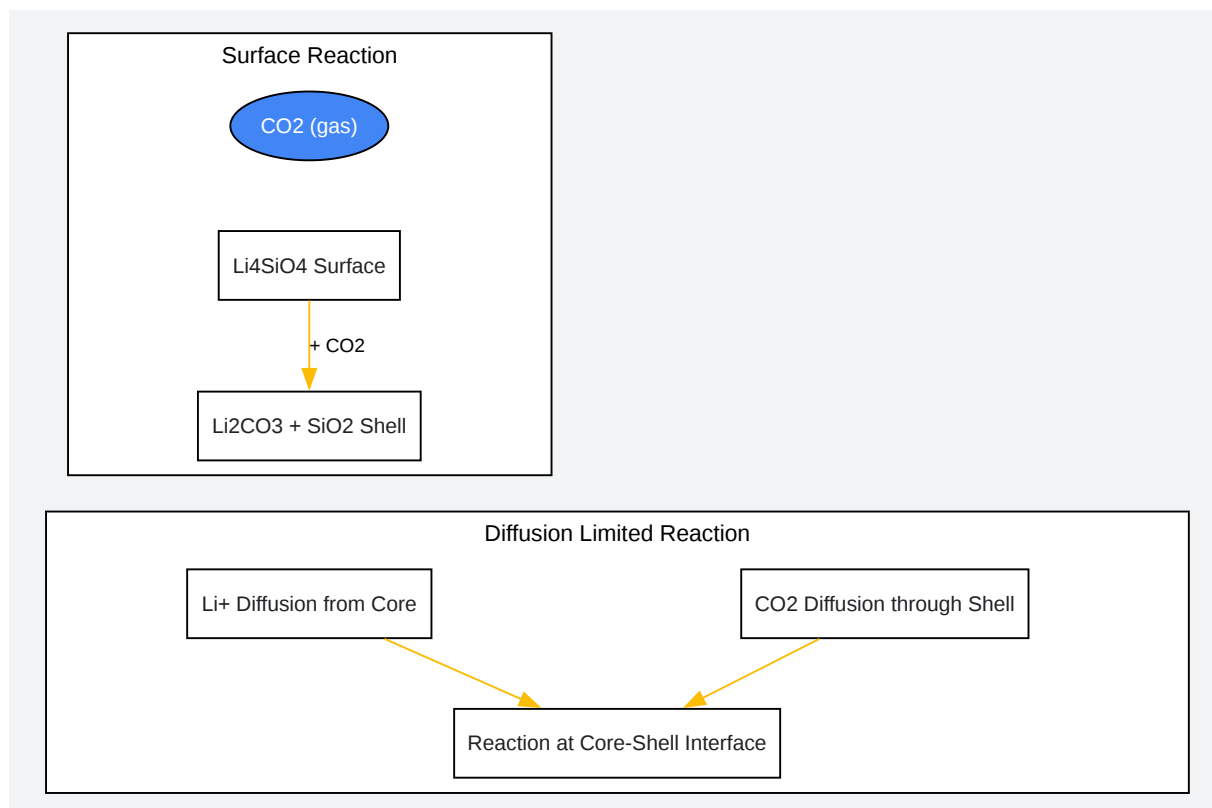 Surface Reaction
CO2 (gas)
Li4SiO4 Surface
+ CO2
Li2CO3 + SiO2 Shell
Diffusion Limited Reaction
Li+ Diffusion from Core
CO2 Diffusion through Shell
Reaction at Core-Shell Interface